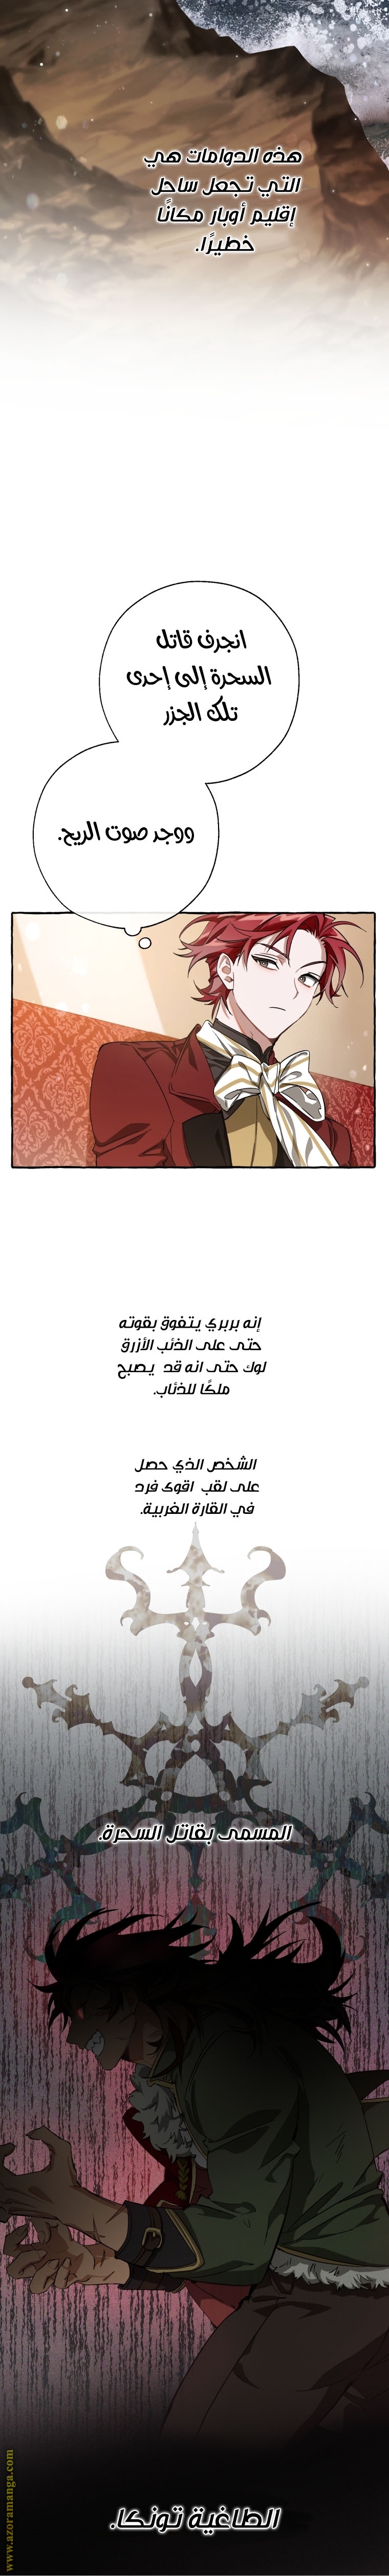 هذه الدوامات هي
التي تجعل ساحل
إقليم أوبار مكانًا
خطيرًا.
انجرف قاتل
السحرة إلى إحدى
تلك الجزر
ووجد صوت الريح.
إنه بربري يتفوق بقوته
حتى على الذئب الأزرق
لوك حتى انه قد يصبح
ملكًا للذئاب.
الشخص الذي حصل
على لقب اقوى فرد
في القارة الغربية.
المسمى بقاتل السحرة.
الطاغية تونكا.
www.azoramanga.com